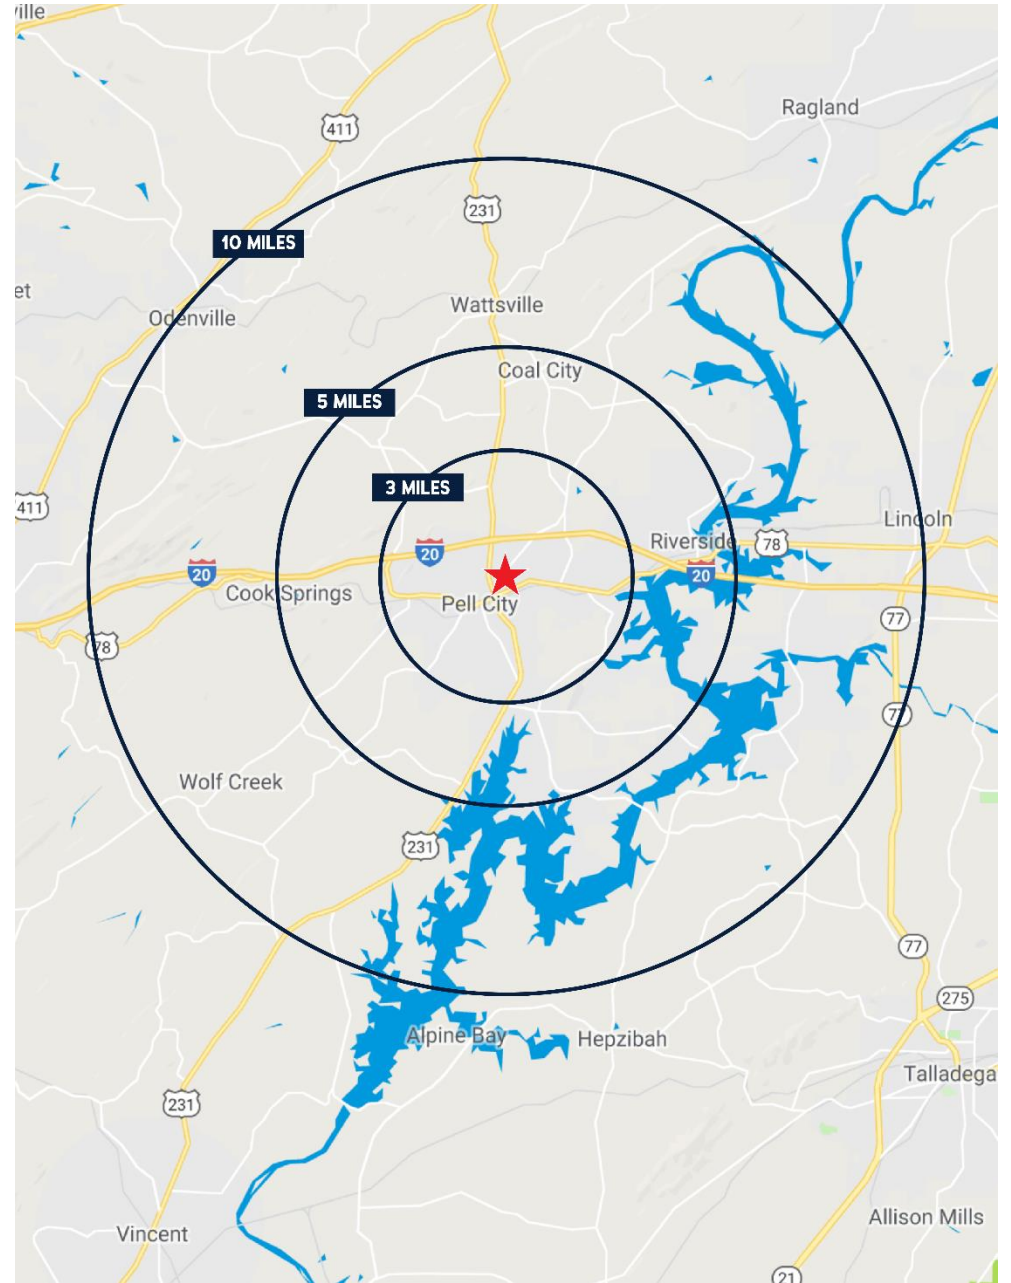 ville
Ragland
411
231
10 MILES
et
Wattsville
Odenville
Coal City
5 MILES
3 MILES
411
Lincoln
Riverside
78
20
20
20
Cook Springs
Pell City
77
78
77
Wolf Creek
231
77
275
Alpine Bay
Hepzibah
Talladega
231
Allison Mills
Vincent
21